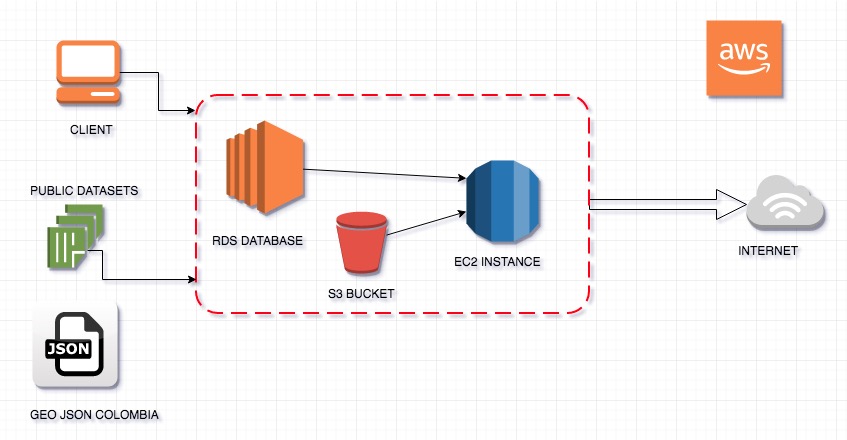 aws
CLIENT
PUBLIC DATASETS
RDS DATABASE
S3 BUCKET
EC2 INSTANCE
INTERNET
JSON
GEO JSON COLOMBIA